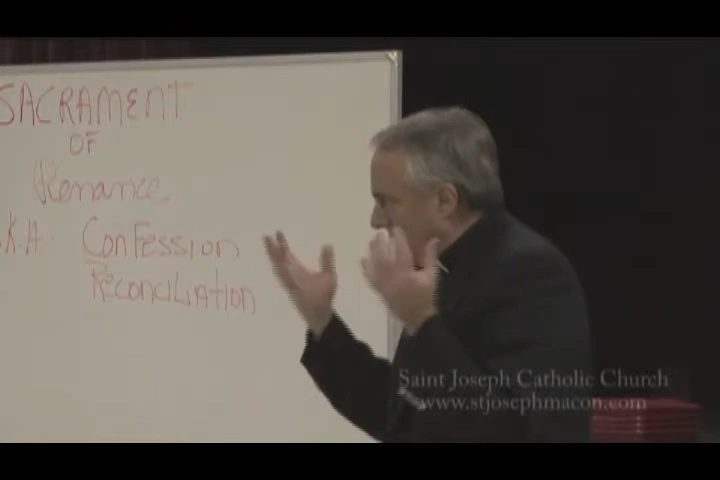 SACRAMENT
OF
Penance
K.A. Confession
Reconciliation
Saint Joseph Catholic Church
www.stjosephmacon.com